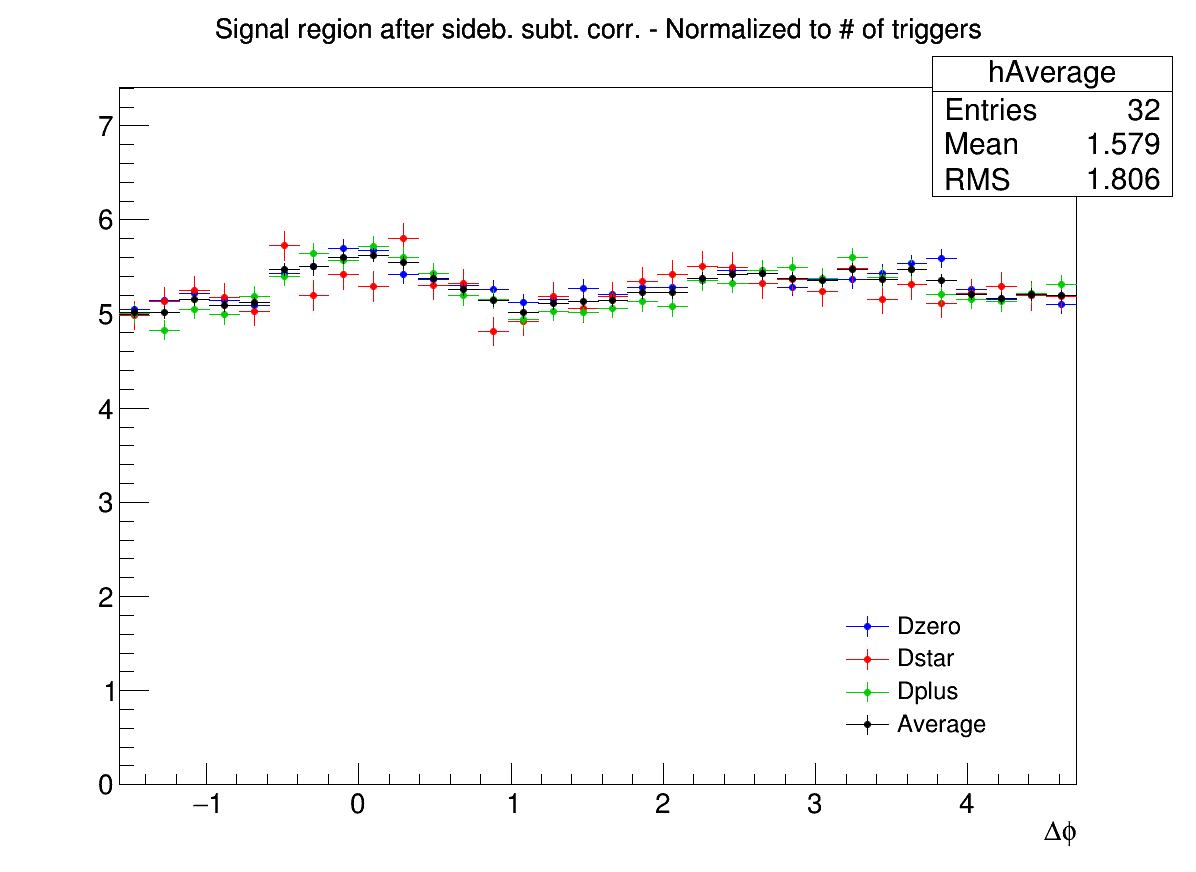 Signal region after sideb. subt. corr. - Normalized to # of triggers
hAverage
Entries 32
Mean 1.579
RMS 1.806
7
6
5
4
3
2
1
0
Dzero
Dstar
Dplus
Average
−1 0 1 2 3 4
Δϕ